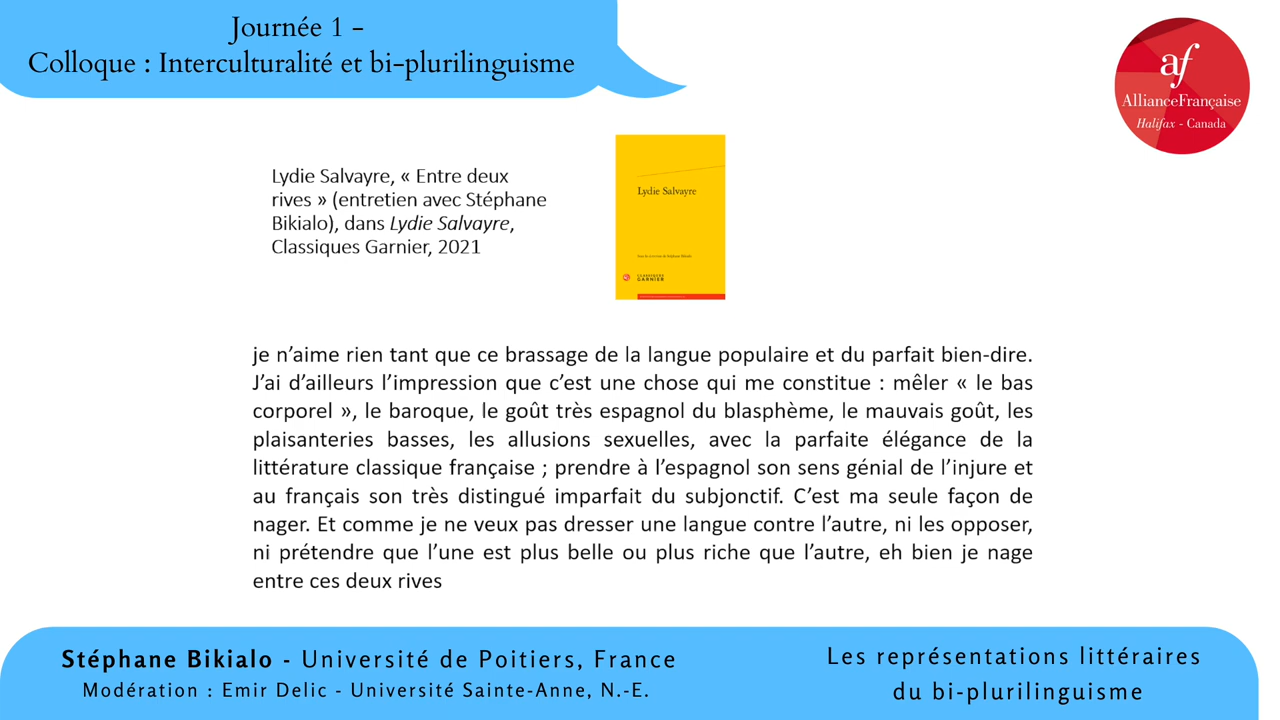 Journée 1 -
Colloque : Interculturalité et bi-plurilinguisme
af
AllianceFrançaise
Halifax - Canada
Lydie Salvayre, « Entre deux
rives » (entretien avec Stéphane
Bikialo), dans Lydie Salvayre,
Classiques Garnier, 2021
Lydie Salvayre
CLASSIQUES
GARNIER
je n’aime rien tant que ce brassage de la langue populaire et du parfait bien-dire.
J’ai d’ailleurs l’impression que c’est une chose qui me constitue : mêler « le bas
corporel », le baroque, le goût très espagnol du blasphème, le mauvais goût, les
plaisanteries basses, les allusions sexuelles, avec la parfaite élégance de la
littérature classique française ; prendre à l’espagnol son sens génial de l’injure et
au français son très distingué imparfait du subjonctif. C’est ma seule façon de
nager. Et comme je ne veux pas dresser une langue contre l’autre, ni les opposer,
ni prétendre que l’une est plus belle ou plus riche que l’autre, eh bien je nage
entre ces deux rives
Stéphane Bikialo - Université de Poitiers, France
Modération : Emir Delic - Université Sainte-Anne, N.-E.
Les représentations littéraires
du bi-plurilinguisme